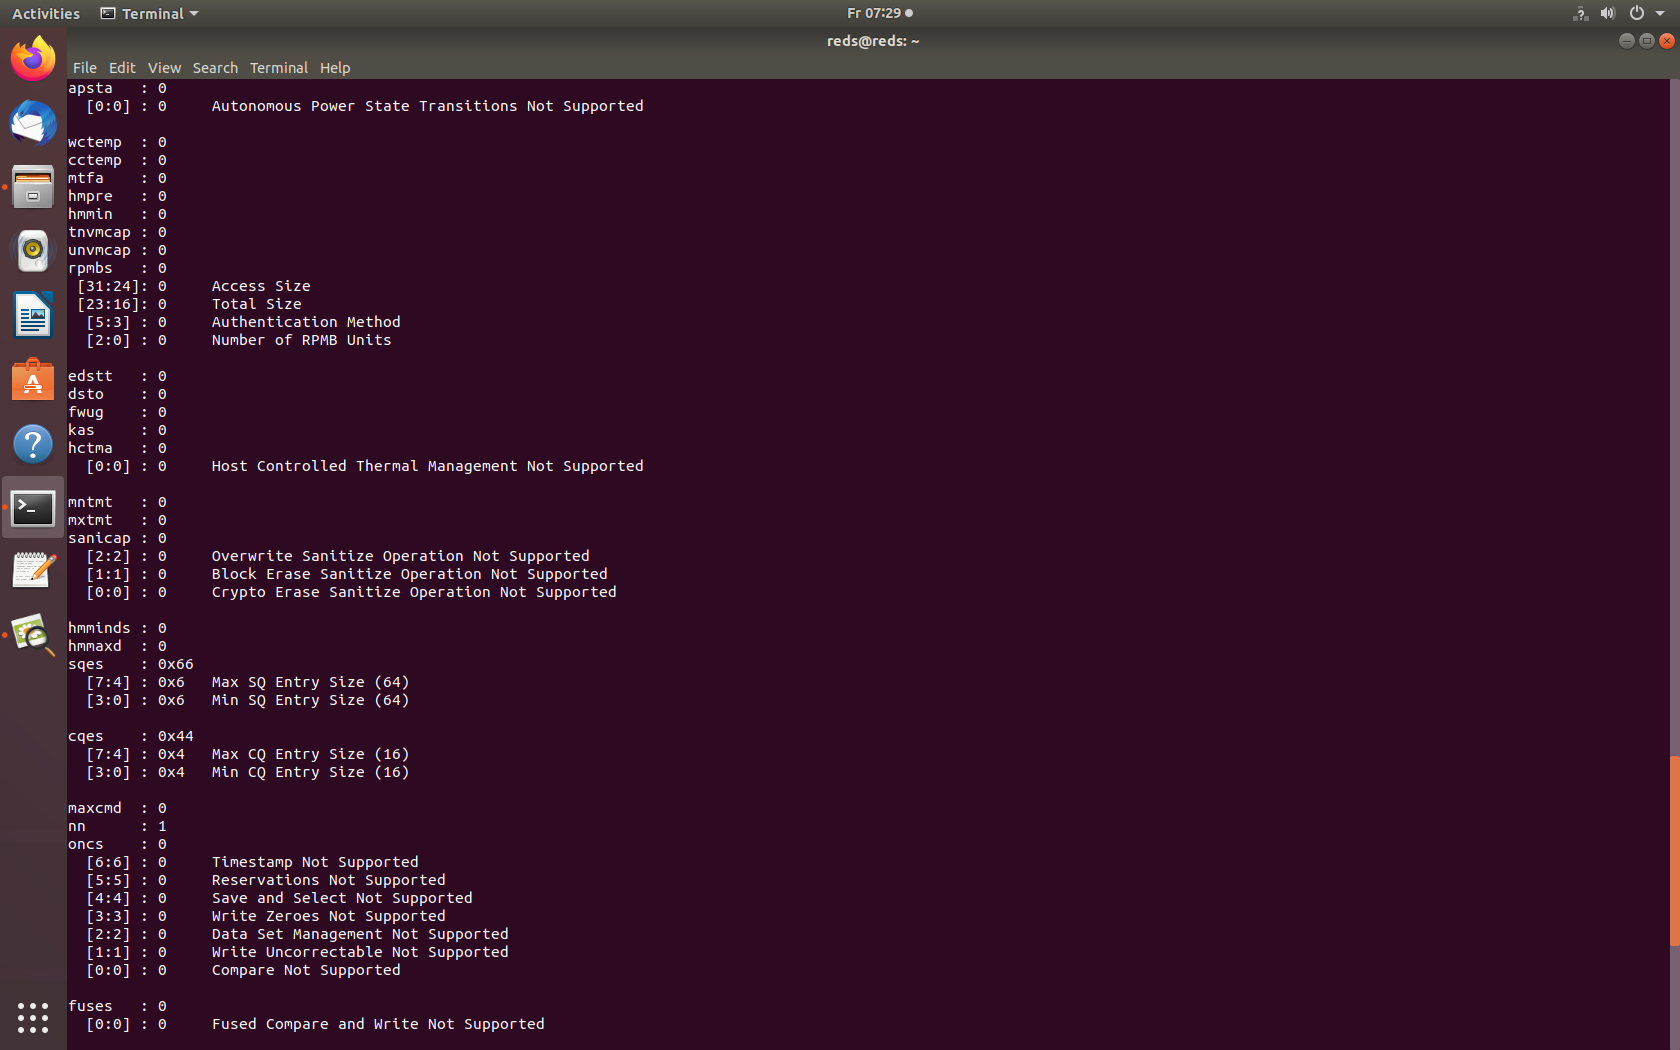 Activities Terminal Fr 07:29
reds@reds: ~
File Edit View Search Terminal Help
apsta   : 0
  [0:0] : 0     Autonomous Power State Transitions Not Supported
wctemp  : 0
cctemp  : 0
mtfa    : 0
hmpre   : 0
hmmin   : 0
tnvmcap : 0
unvmcap : 0
rpmbs   : 0
 [31:24]: 0     Access Size
 [23:16]: 0     Total Size
  [5:3] : 0     Authentication Method
  [2:0] : 0     Number of RPMB Units
edstt   : 0
dsto    : 0
fwug    : 0
kas     : 0
hctma   : 0
  [0:0] : 0     Host Controlled Thermal Management Not Supported
mntmt   : 0
mxtmt   : 0
sanicap : 0
  [2:2] : 0     Overwrite Sanitize Operation Not Supported
  [1:1] : 0     Block Erase Sanitize Operation Not Supported
  [0:0] : 0     Crypto Erase Sanitize Operation Not Supported
hmminds : 0
hmmaxd  : 0
sqes    : 0x66
  [7:4] : 0x6   Max SQ Entry Size (64)
  [3:0] : 0x6   Min SQ Entry Size (64)
cqes    : 0x44
  [7:4] : 0x4   Max CQ Entry Size (16)
  [3:0] : 0x4   Min CQ Entry Size (16)
maxcmd  : 0
nn      : 1
oncs    : 0
  [6:6] : 0     Timestamp Not Supported
  [5:5] : 0     Reservations Not Supported
  [4:4] : 0     Save and Select Not Supported
  [3:3] : 0     Write Zeroes Not Supported
  [2:2] : 0     Data Set Management Not Supported
  [1:1] : 0     Write Uncorrectable Not Supported
  [0:0] : 0     Compare Not Supported
fuses   : 0
  [0:0] : 0     Fused Compare and Write Not Supported